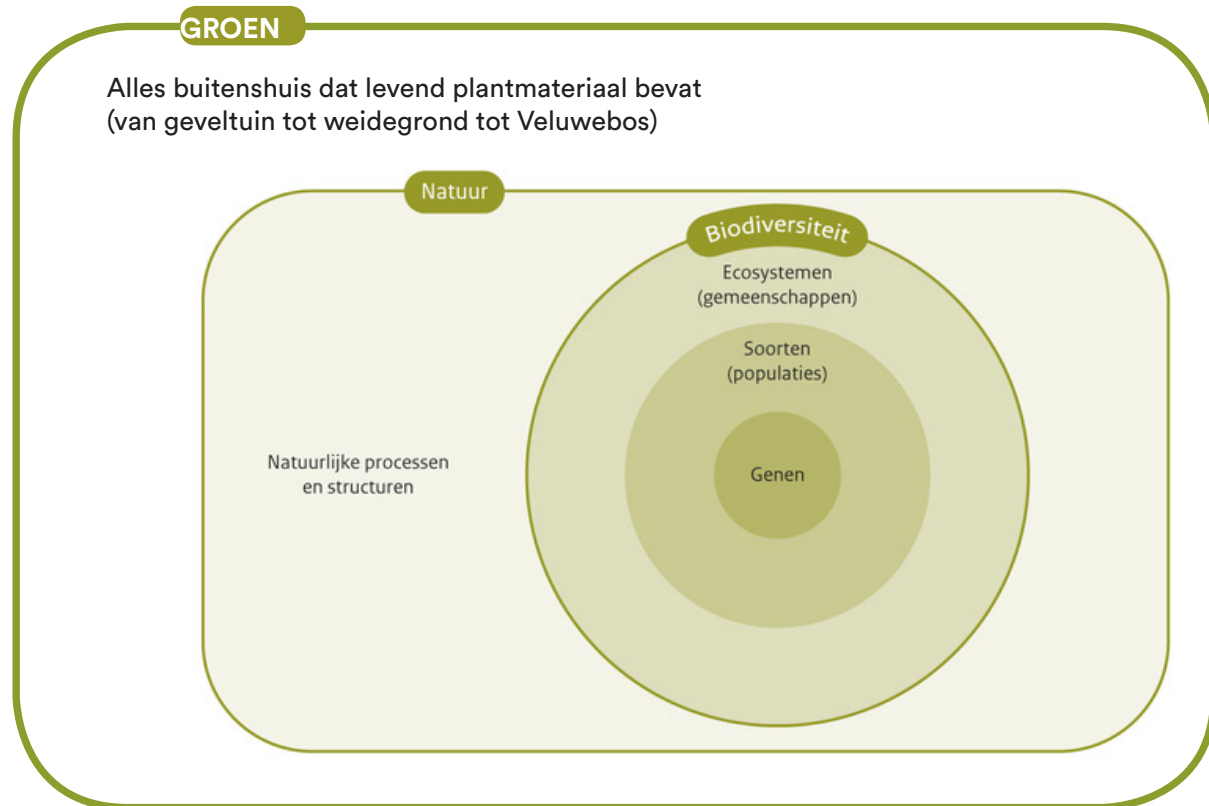 GROEN
Alles buitenshuis dat levend plantmateriaal bevat
(van geveltuin tot weidegrond tot Veluwebos)
Natuur
Biodiversiteit
Ecosystemen
(gemeenschappen)
Soorten
(populaties)
Natuurlijke processen
en structuren
Genen